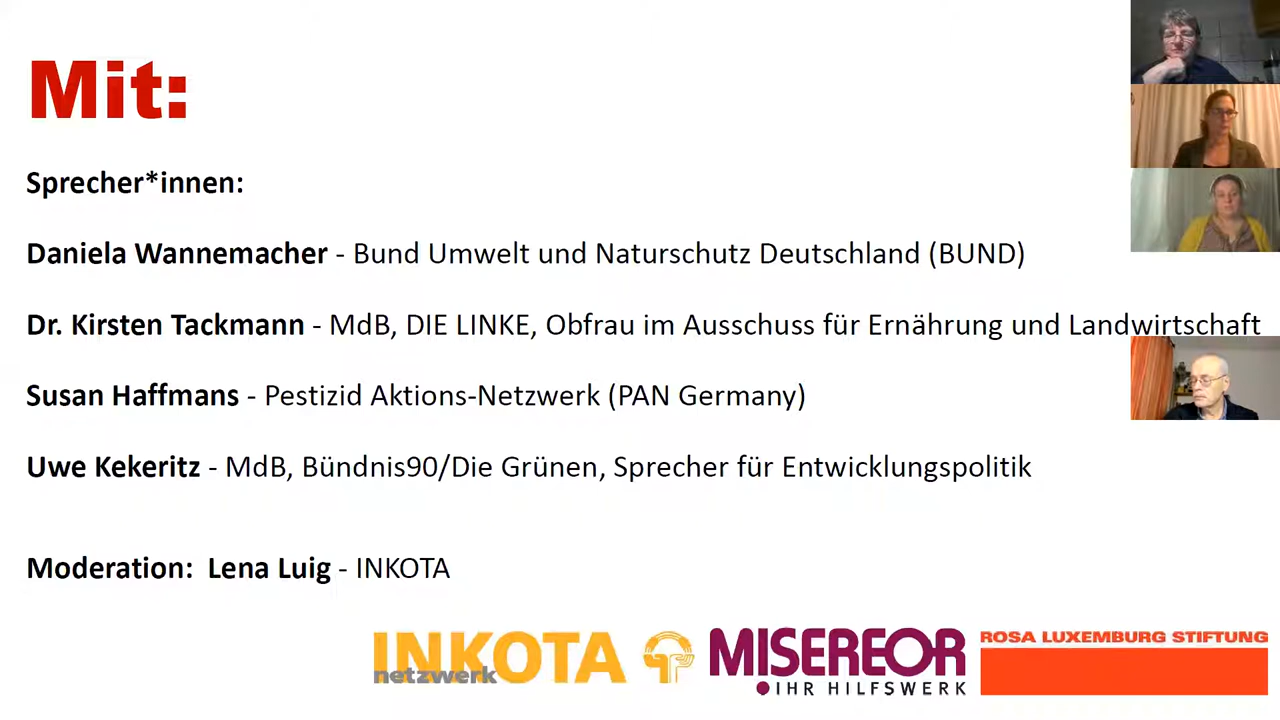 Mit:
Sprecher*innen:
Daniela Wannemacher - Bund Umwelt und Naturschutz Deutschland (BUND)
Dr. Kirsten Tackmann - MdB, DIE LINKE, Obfrau im Ausschuss für Ernährung und Landwirtschaft
Susan Haffmans - Pestizid Aktions-Netzwerk (PAN Germany)
Uwe Kekeritz - MdB, Bündnis90/Die Grünen, Sprecher für Entwicklungspolitik
Moderation: Lena Luig - INKOTA
INKOTA
netzwerk
MISEREOR
IHR HILFSWERK
ROSA LUXEMBURG STIFTUNG